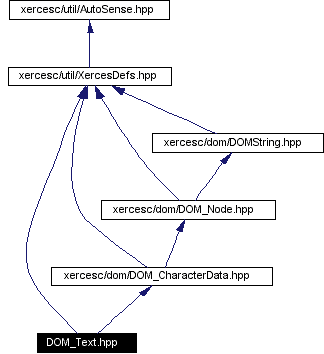 xercesc/util/AutoSense.hpp
xercesc/util/XercesDefs.hpp
xercesc/dom/DOMString.hpp
xercesc/dom/DOM_Node.hpp
xercesc/dom/DOM_CharacterData.hpp
DOM_Text.hpp